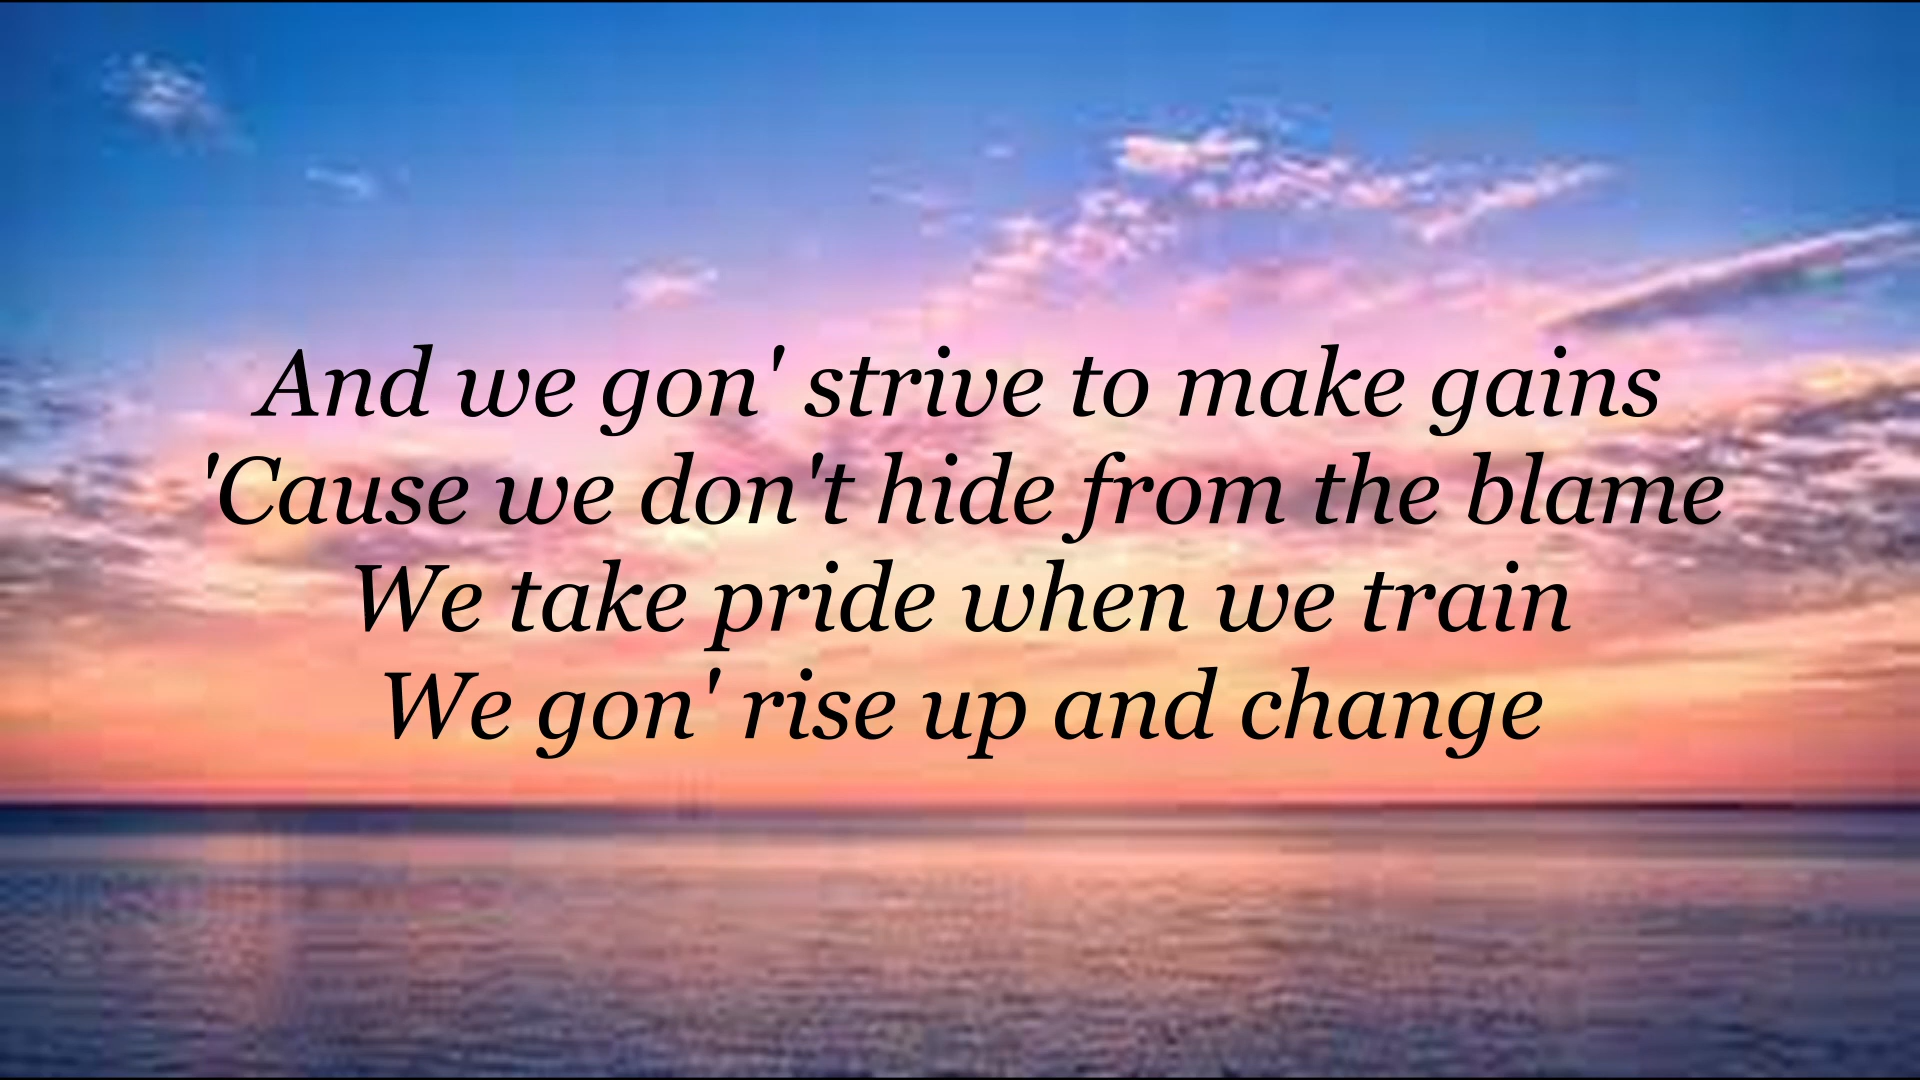 And we gon' strive to make gains
'Cause we don't hide from the blame
We take pride when we train
We gon' rise up and change